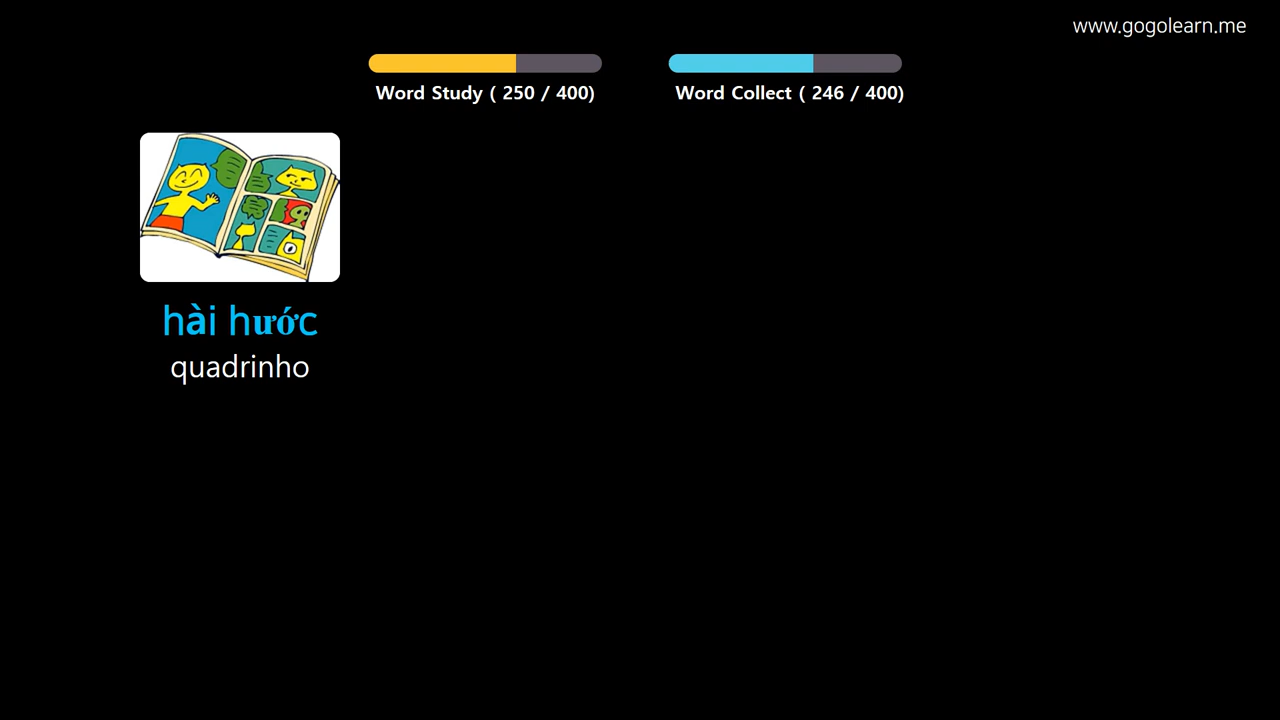 www.gogolearn.me
Word Study ( 250 / 400)
Word Collect ( 246 / 400)
hài hước
quadrinho